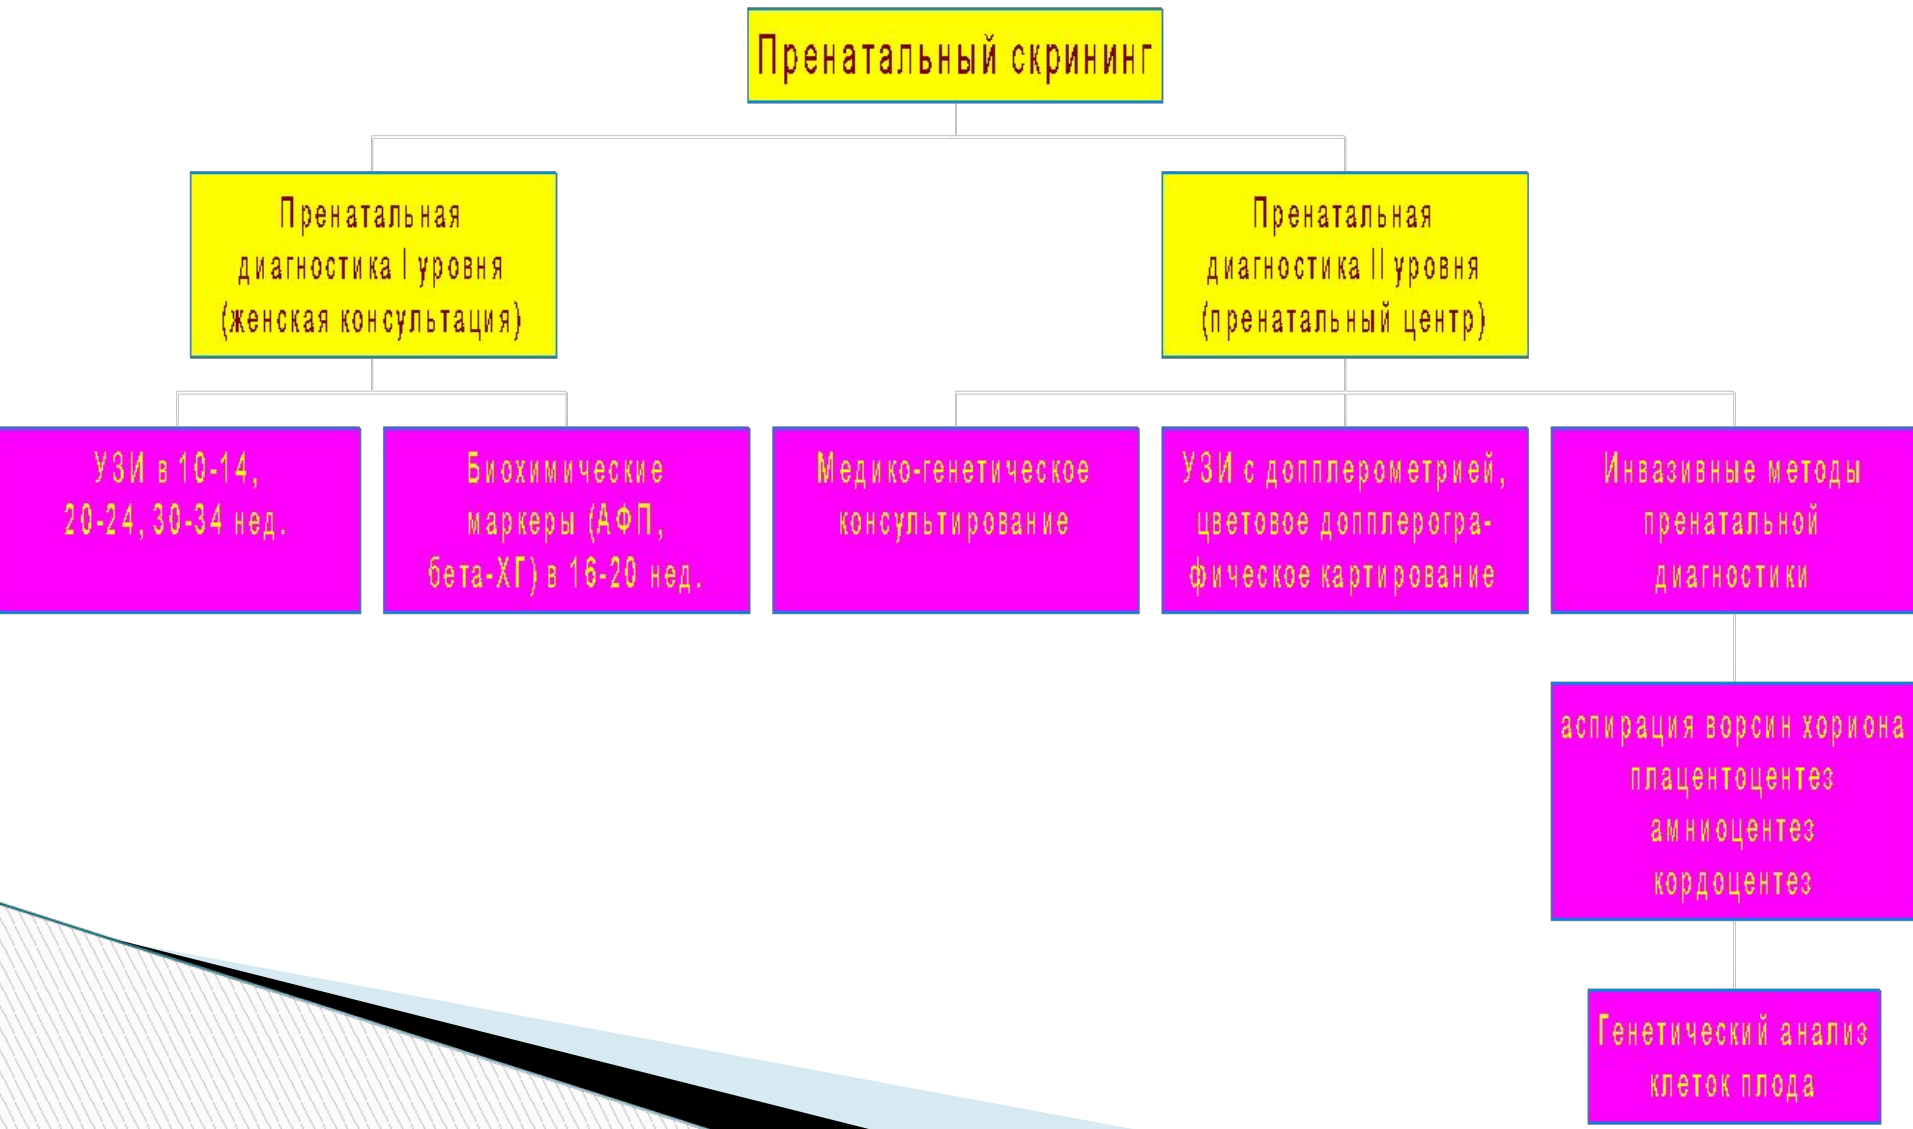 Пренатальный скрининг
Пренатальная
диагностика I уровня
(женская консультация)
Пренатальная
диагностика II уровня
(пренатальный центр)
УЗИ в 10-14,
20-24, 30-34 нед.
Биохимические
маркеры (АФП,
бета-ХГ) в 16-20 нед.
Медико-генетическое
консультирование
УЗИ с допплерометрией,
цветовое допплерогра-
фическое картирование
Инвазивные методы
пренатальной
диагностики
аспирация ворсин хориона
плацентоцентез
амниоцентез
кордоцентез
Генетический анализ
клеток плода